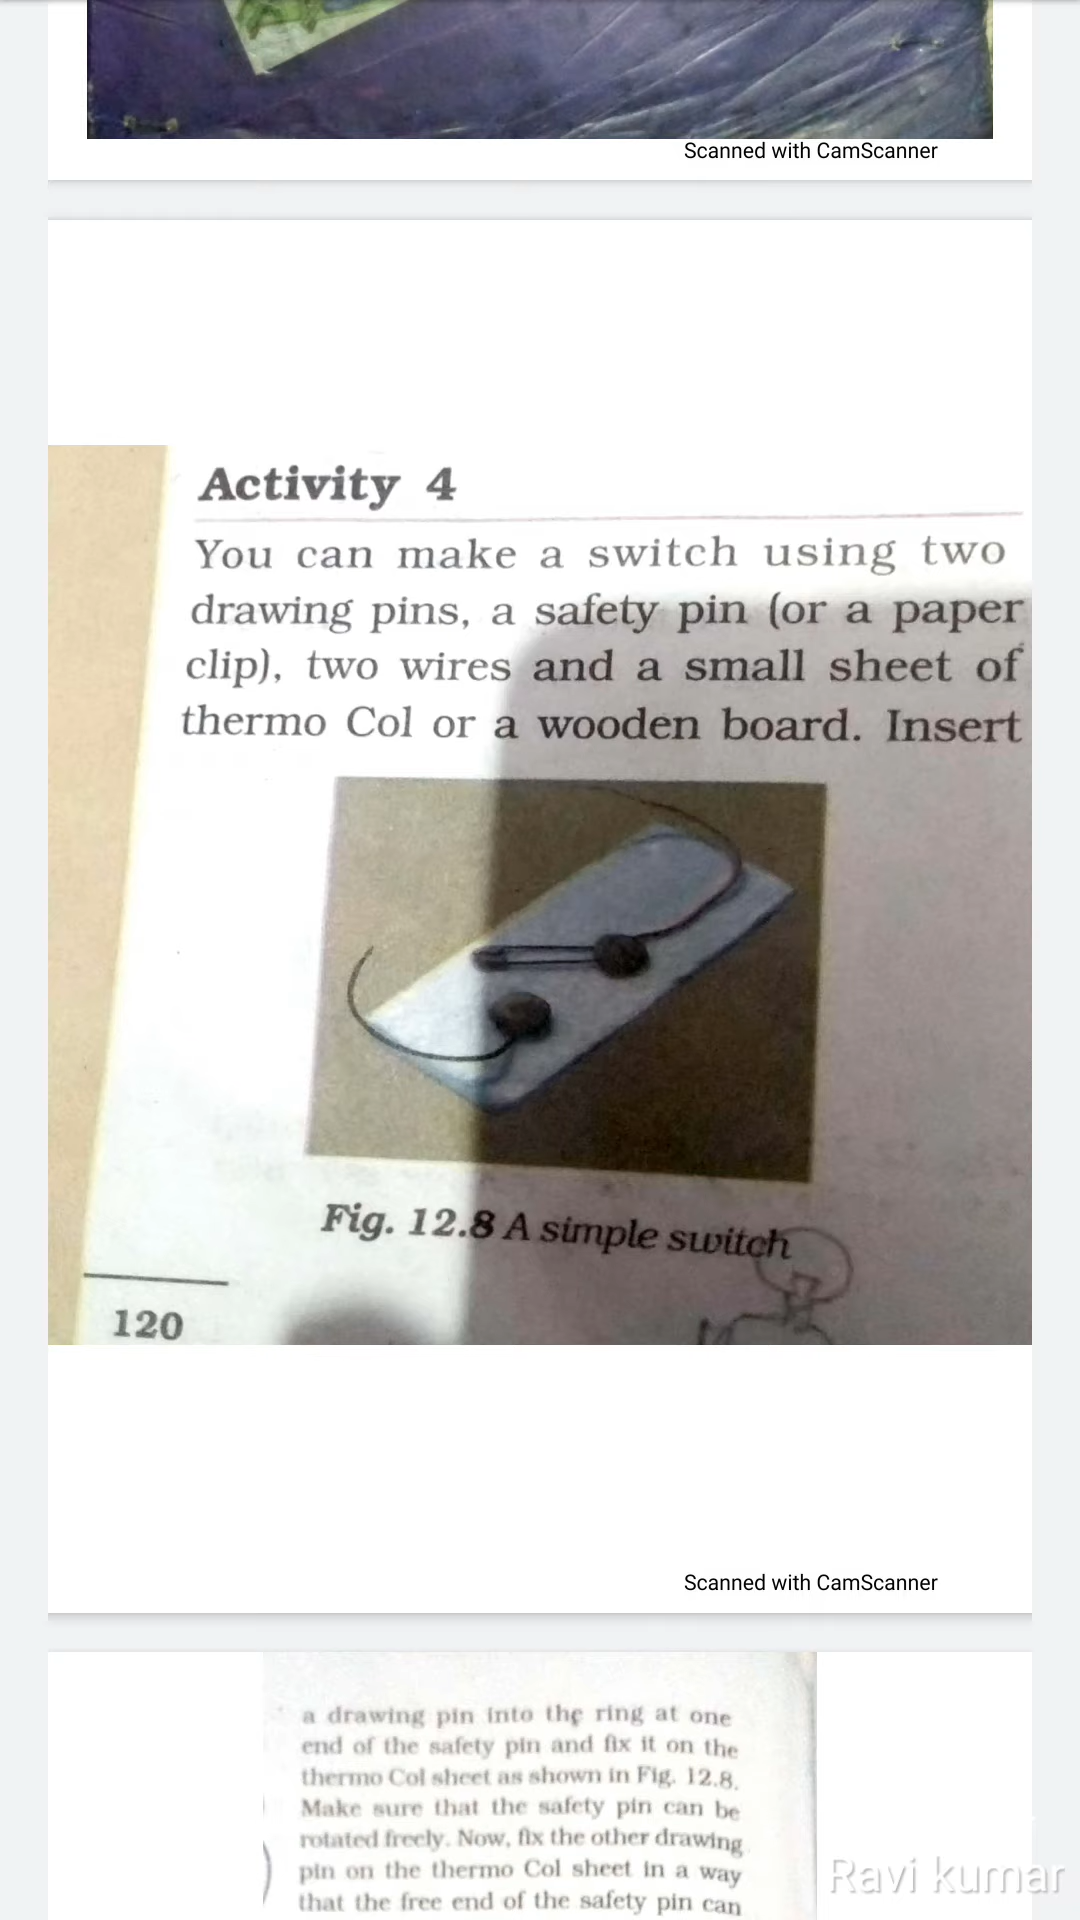 Scanned with CamScanner
Activity 4
You can make a switch using two
drawing pins, a safety pin (or a paper
clip), two wires and a small sheet of
thermo Col or a wooden board. Insert
Fig. 12.8 A simple switch
120
Scanned with CamScanner
a drawing pin into the ring at one
end of the safety pin and fix it on the
thermo Col sheet as shown in Fig. 12.8.
Make sure that the safety pin can be
rotated freely. Now, fix the other drawing
pin on the thermo Col sheet in a way
that the free end of the safety pin can
Ravi kumar